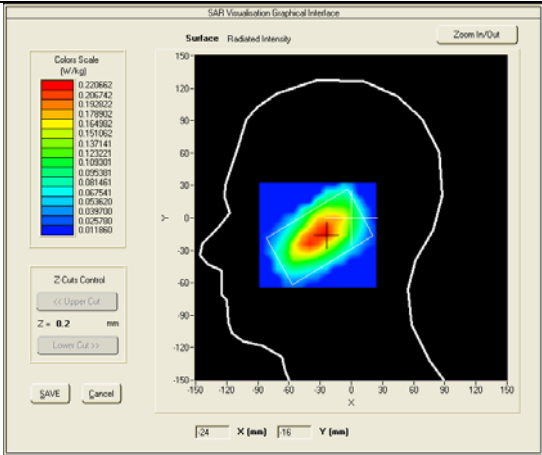 SAR Visualisation Graphical Interface
Surface Radiated Intensity
Zoom In/Out
Colors Scale
(W/kg)
0.220662
0.206742
0.192822
0.178902
0.164982
0.151062
0.137141
0.123221
0.109301
0.095381
0.081461
0.067541
0.053620
0.039700
0.025780
0.011860
150
120
90
60
30
0
-30
-60
-90
-120
-150
Y
-150 -120 -90 -60 -30 0 30 60 90 120 150
X
Z-Cuts Control
<< Upper Cut
Z = 0.2 mm
Lower Cut >>
SAVE Cancel
-24 X (mm) -16 Y (mm)